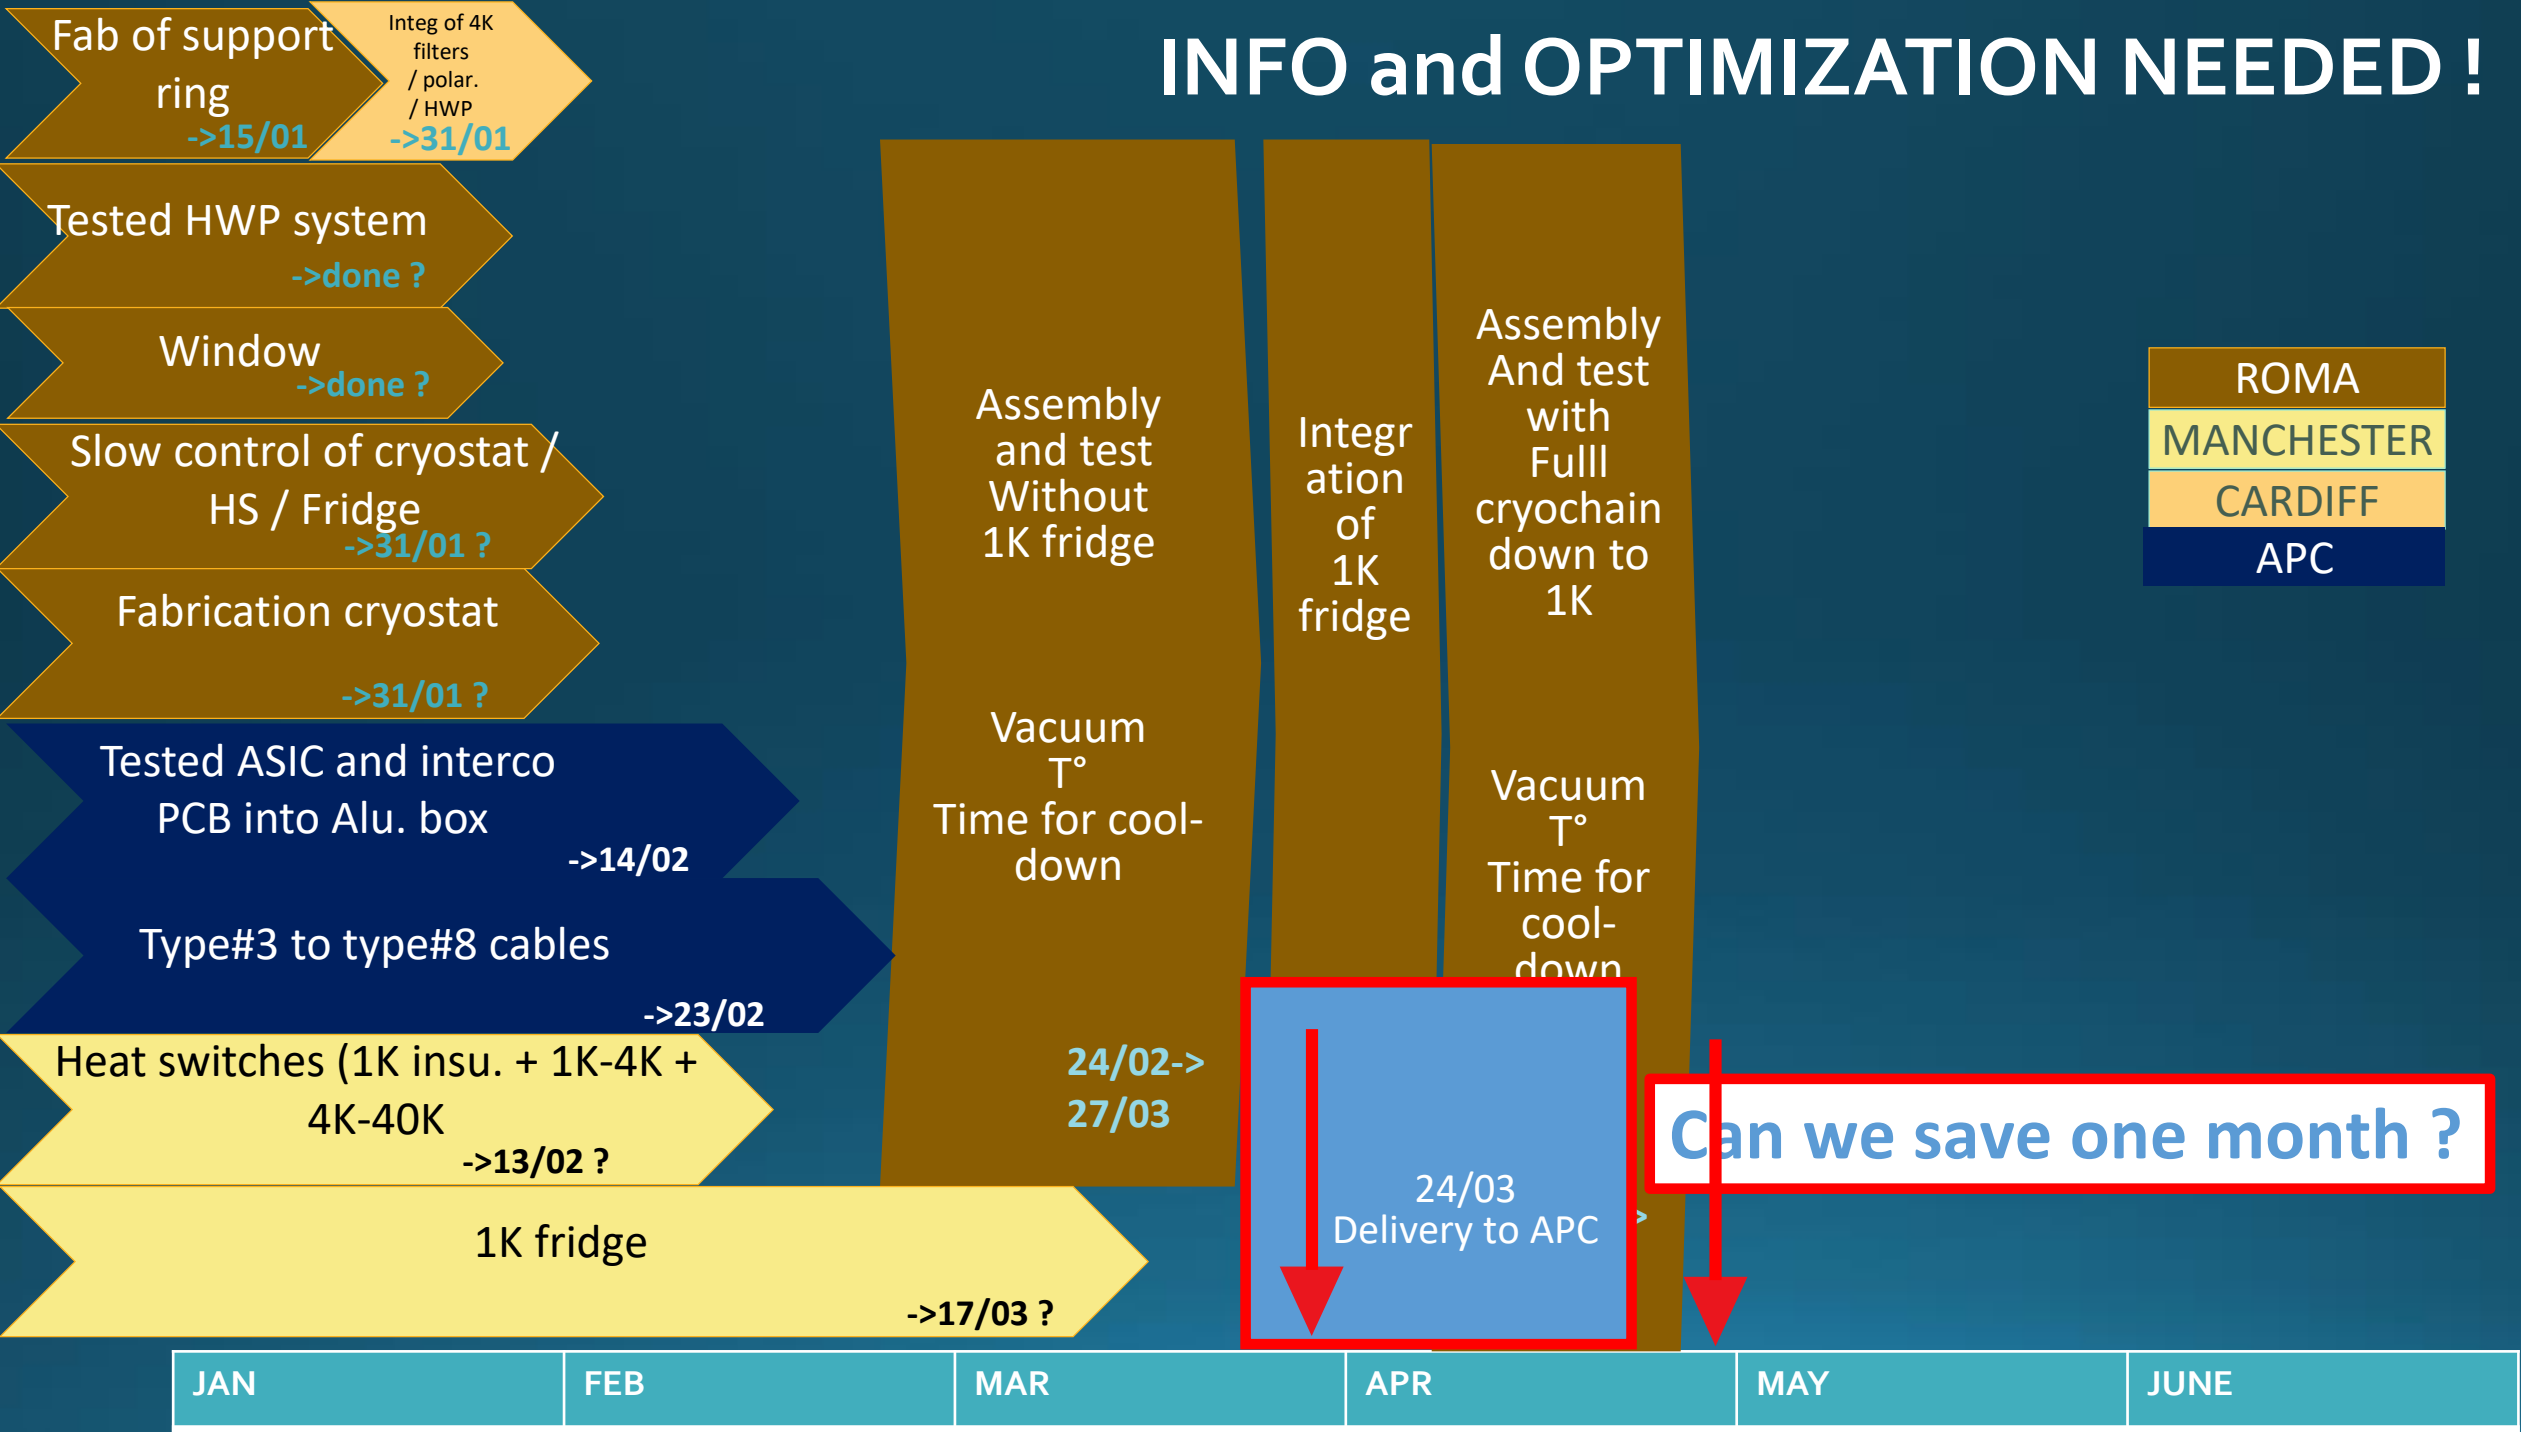 Fab of support
ring
->15/01
Integ of 4K
filters
/ polar.
/ HWP
->31/01
INFO and OPTIMIZATION NEEDED !
Tested HWP system
->done ?
Window
->done ?
Slow control of cryostat /
HS / Fridge
->31/01 ?
Fabrication cryostat
->31/01 ?
Tested ASIC and interco
PCB into Alu. box
->14/02
Type#3 to type#8 cables
->23/02
Heat switches (1K insu. + 1K-4K +
4K-40K
->13/02 ?
1K fridge
->17/03 ?
Assembly
and test
Without
1K fridge
Vacuum
T°
Time for cool-
down
24/02->
27/03
Integr
ation
of
1K
fridge
Assembly
And test
with
Fulll
cryochain
down to
1K
Vacuum
T°
Time for
cool-
down
>
24/03
Delivery to APC
Can we save one month ?
ROMA
MANCHESTER
CARDIFF
APC
JAN
FEB
MAR
APR
MAY
JUNE